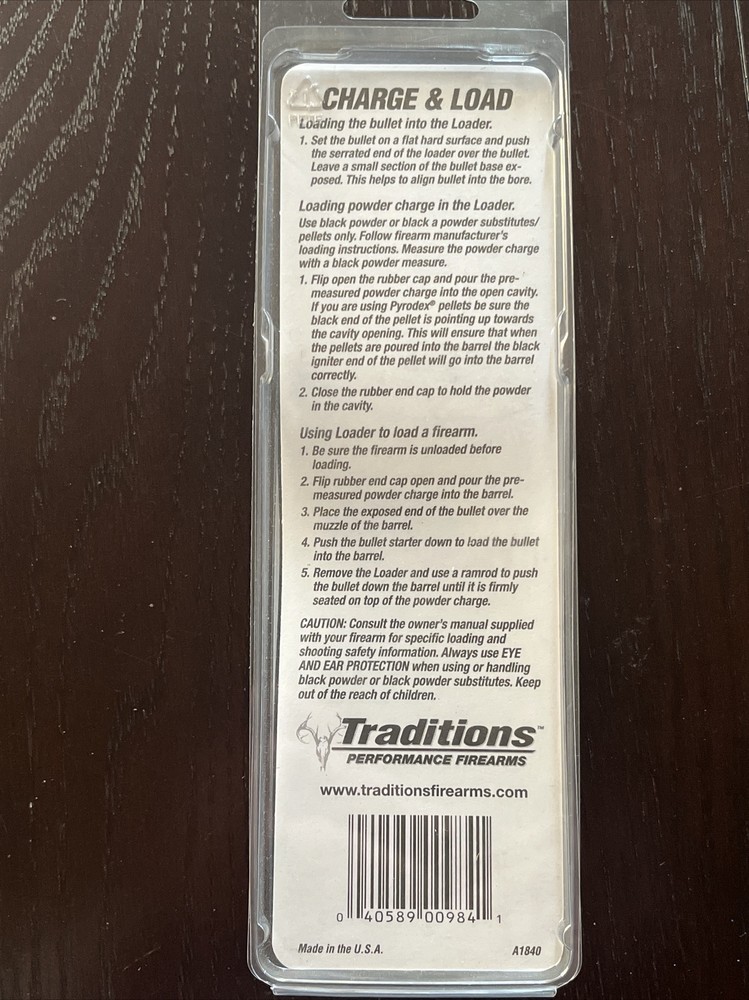 CHARGE & LOAD
Loading the bullet into the Loader.
1. Set the bullet on a flat hard surface and push
the serrated end of the loader over the bullet.
Leave a small section of the bullet base ex-
posed. This helps to align bullet into the bore.
Loading powder charge in the Loader.
Use black powder or black a powder substitutes/
pellets only. Follow firearm manufacturer's
loading instructions. Measure the powder charge
with a black powder measure.
1. Flip open the rubber cap and pour the pre-
measured powder charge into the open cavity.
If you are using Pyrodex® pellets be sure the
black end of the pellet is pointing up towards
the cavity opening. This will ensure that when
the pellets are poured into the barrel the black
igniter end of the pellet will go into the barrel
correctly.
2. Close the rubber end cap to hold the powder
in the cavity.
Using Loader to load a firearm.
1. Be sure the firearm is unloaded before
loading.
2. Flip rubber end cap open and pour the pre-
measured powder charge into the barrel.
3. Place the exposed end of the bullet over the
muzzle of the barrel.
4. Push the bullet starter down to load the bullet
into the barrel.
5. Remove the Loader and use a ramrod to push
the bullet down the barrel until it is firmly
seated on top of the powder charge.
CAUTION: Consult the owner's manual supplied
with your firearm for specific loading and
shooting safety information. Always use EYE
AND EAR PROTECTION when using or handling
black powder or black powder substitutes. Keep
out of the reach of children.
Traditions™
PERFORMANCE FIREARMS
www.traditionsfirearms.com
0 40589 00984 1
Made in the U.S.A. A1840